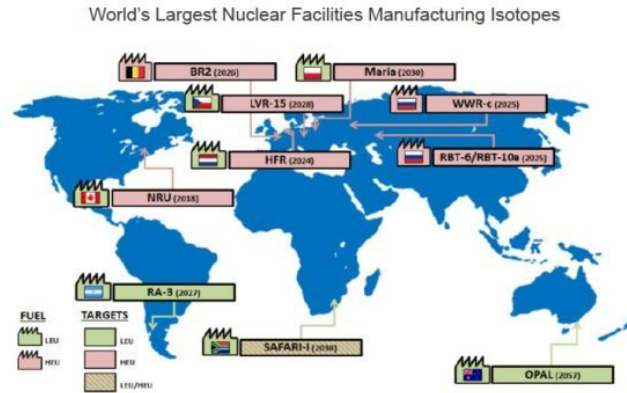 World's Largest Nuclear Facilities Manufacturing Isotopes
BR2 (2026)
Maria (2030)
LVR-15 (2028)
WWR-c (2025)
HFR (2024)
RBT-6/RBT-10a (2025)
NRU (2018)
RA-3 (2027)
SAFARI-I (2030)
OPAL (2057)
FUEL
LEU
HEU
TARGETS
LEU
HEU
LEU/HEU